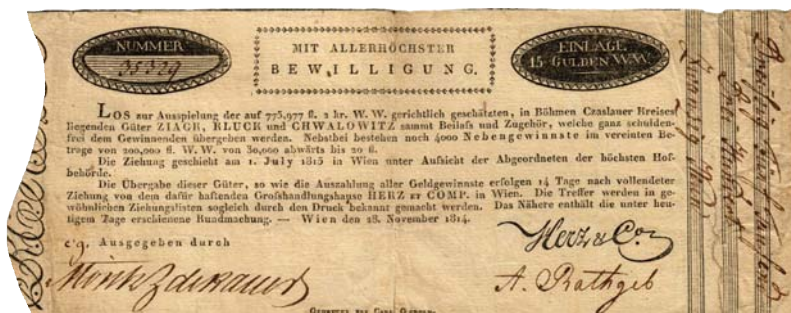 NUMMER
35329
MIT ALLERHÖCHSTER
BEWILLIGUNG.
EINLAGE
15 GULDEN W.W.
Los zur Ausspielung der auf 775,977 fl. 2 kr. W. W. gerichtlich geschätzten, in Böhmen Czaslauer Kreises
liegenden Güter ZIACK, KLUCK und CHWALOWITZ sammt Beilaſs und Zugehör, welche ganz schulden-
frei dem Gewinnenden übergeben werden. Nebstbei bestehen noch 4000 Nebengewinnste im vereinten Be-
trage von 200,000 fl. W. W. von 30,000 abwärts bis 20 fl.
Die Ziehung geschieht am 1. July 1815 in Wien unter Aufsicht der Abgeordneten der höchsten Hof-
behörde.
Die Übergabe dieser Güter, so wie die Auszahlung aller Geldgewinnste erfolgen 14 Tage nach vollendeter
Ziehung von dem dafür haftenden Groſshandlungshause HERZ ET COMP. in Wien. Die Treffer werden in ge-
wöhnlichen Ziehungslisten sogleich durch den Druck bekannt gemacht werden. Das Nähere enthält die unter heu-
tigem Tage erschienene Kundmachung. — Wien den 28. November 1814.
Herz & Co.
Ausgegeben durch
A. Rathgeb